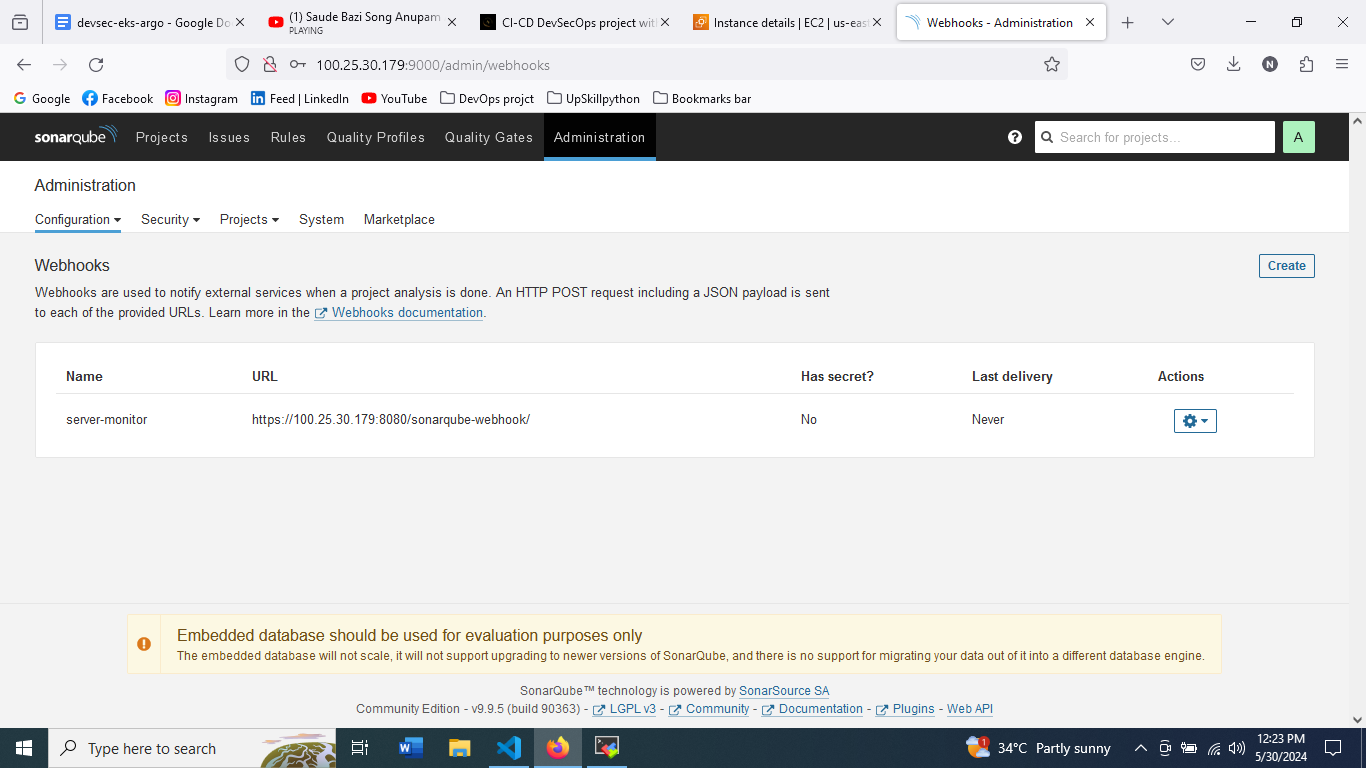 devsec-eks-argo - Google Do
(1) Saude Bazi Song Anupam
PLAYING
CI-CD DevSecOps project wit
Instance details | EC2 | us-eas
Webhooks - Administration
100.25.30.179:9000/admin/webhooks
N
Google
Facebook
Instagram
Feed | LinkedIn
YouTube
DevOps projct
UpSkillpython
Bookmarks bar
sonarqube
Projects
Issues
Rules
Quality Profiles
Quality Gates
Administration
Search for projects...
A
Administration
Configuration
Security
Projects
System
Marketplace
Webhooks
Create
Webhooks are used to notify external services when a project analysis is done. An HTTP POST request including a JSON payload is sent
to each of the provided URLs. Learn more in the Webhooks documentation.
Name URL Has secret? Last delivery Actions
server-monitor https://100.25.30.179:8080/sonarqube-webhook/ No Never
Embedded database should be used for evaluation purposes only
The embedded database will not scale, it will not support upgrading to newer versions of SonarQube, and there is no support for migrating your data out of it into a different database engine.
SonarQube™ technology is powered by SonarSource SA
Community Edition - v9.9.5 (build 90363) - LGPL v3 - Community - Documentation - Plugins - Web API
Type here to search
1
34°C Partly sunny
12:23 PM
5/30/2024